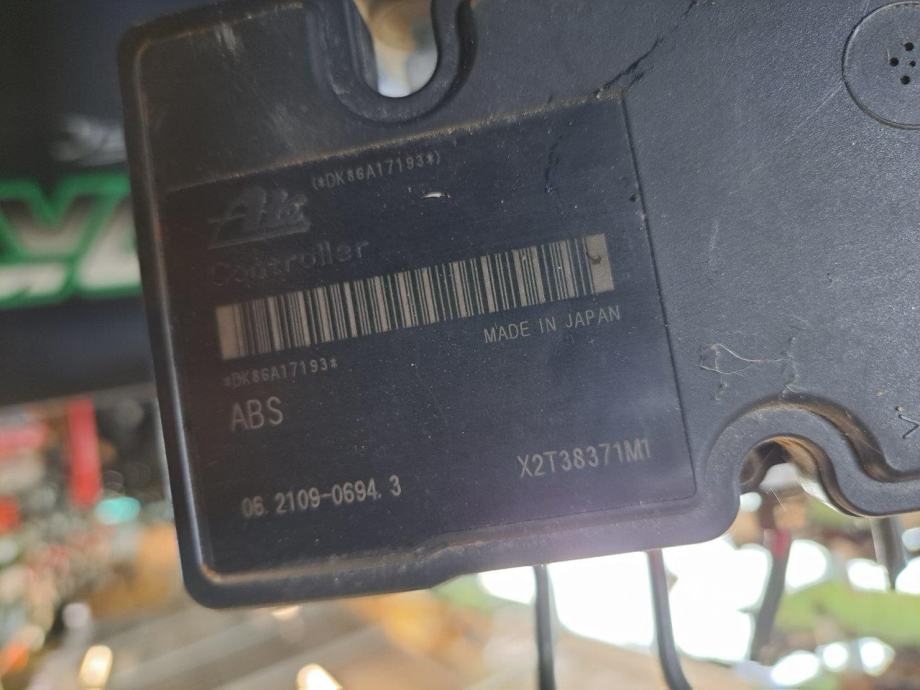 (*DK86A17193*)
Ate
Controller
MADE IN JAPAN
*DK86A17193*
ABS
X2T38371M1
06.2109-0694.3